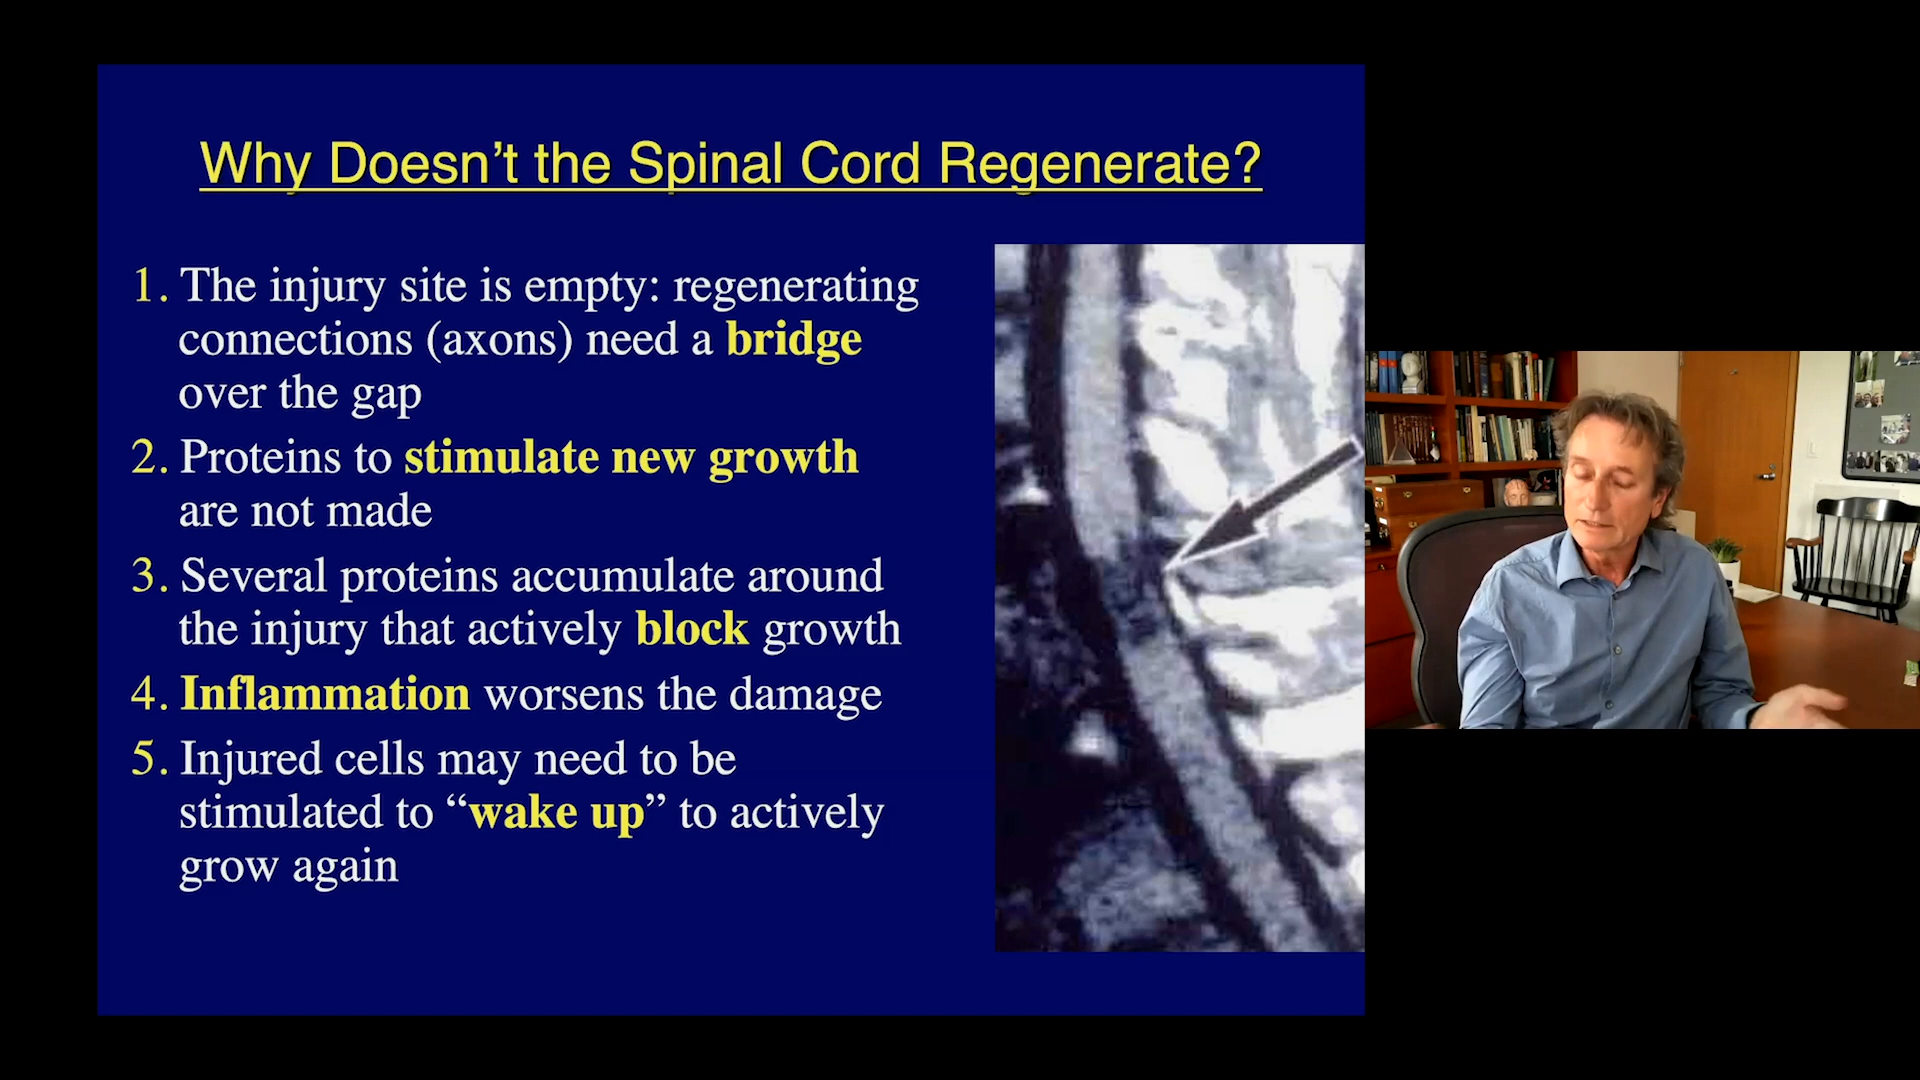 Why Doesn’t the Spinal Cord Regenerate?
1. The injury site is empty: regenerating
connections (axons) need a bridge
over the gap
2. Proteins to stimulate new growth
are not made
3. Several proteins accumulate around
the injury that actively block growth
4. Inflammation worsens the damage
5. Injured cells may need to be
stimulated to “wake up” to actively
grow again